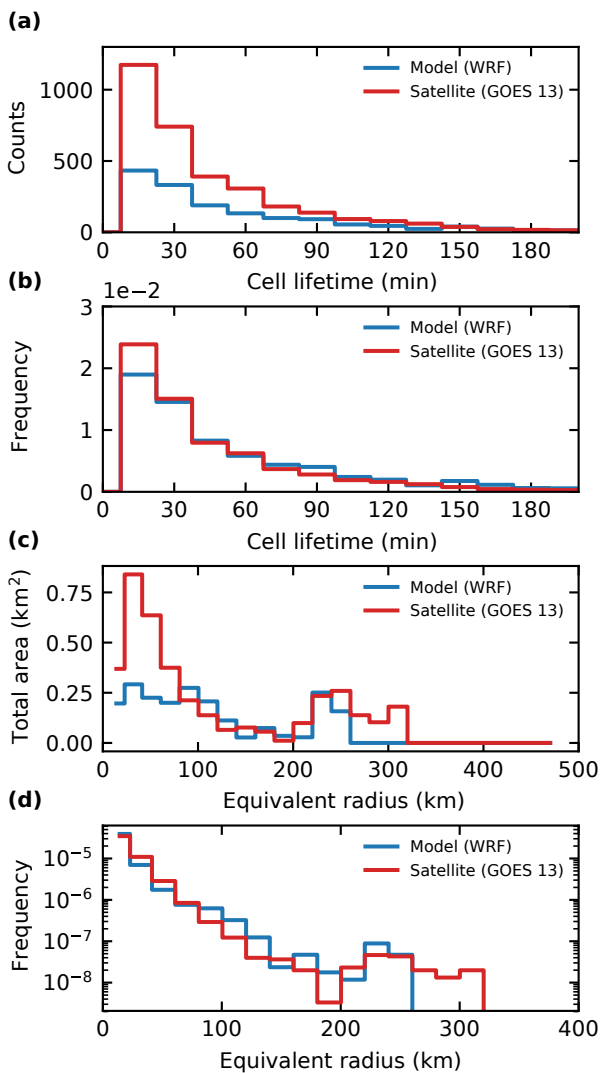 (a)
1000
500
0
Counts
Model (WRF)
Satellite (GOES 13)
0 30 60 90 120 150 180
Cell lifetime (min)
(b)
1e−2
3
2
1
0
Frequency
Model (WRF)
Satellite (GOES 13)
0 30 60 90 120 150 180
Cell lifetime (min)
(c)
0.75
0.50
0.25
0.00
Total area (km²)
Model (WRF)
Satellite (GOES 13)
0 100 200 300 400 500
Equivalent radius (km)
(d)
10⁻⁵
10⁻⁶
10⁻⁷
10⁻⁸
Frequency
Model (WRF)
Satellite (GOES 13)
0 100 200 300 400
Equivalent radius (km)